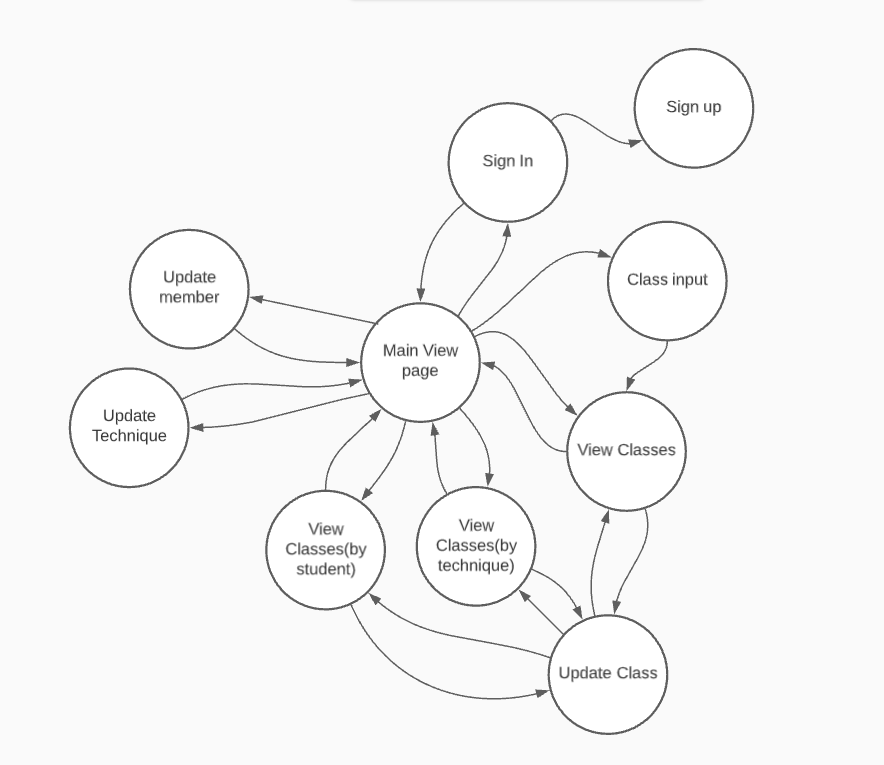 Sign up
Sign In
Class input
Update
member
Main View
page
Update
Technique
View Classes
View
Classes(by
student)
View
Classes(by
technique)
Update Class